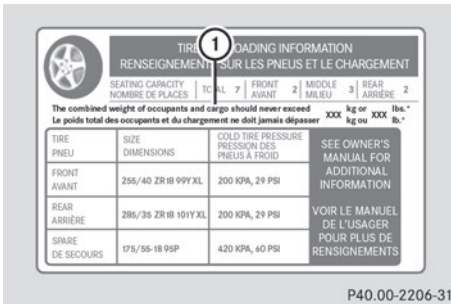 1
TIRE LOADING INFORMATION
RENSEIGNEMENT SUR LES PNEUS ET LE CHARGEMENT
SEATING CAPACITY TO AL 7 FRONT 2 MIDDLE 3 REAR 2
NOMBRE DE PLACES AVANT MILIEU ARRIÈRE
The combined weight of occupants and cargo should never exceed XXX kg or XXX lbs.*
Le poids total des occupants et du chargement ne doit jamais dépasser kg ou lb.*
TIRE SIZE COLD TIRE PRESSURE
PNEU DIMENSIONS PRESSION DES
PNEUS À FROID
FRONT
AVANT
255/40 ZR18 99Y XL 200 KPA, 29 PSI
REAR
ARRIÈRE
285/35 ZR18 101Y XL 200 KPA, 29 PSI
SPARE
DE SECOURS
175/55-18 95P 420 KPA, 60 PSI
SEE OWNER'S
MANUAL FOR
ADDITIONAL
INFORMATION
VOIR LE MANUEL
DE L'USAGER
POUR PLUS DE
RENSIGNEMENTS
P40.00-2206-31